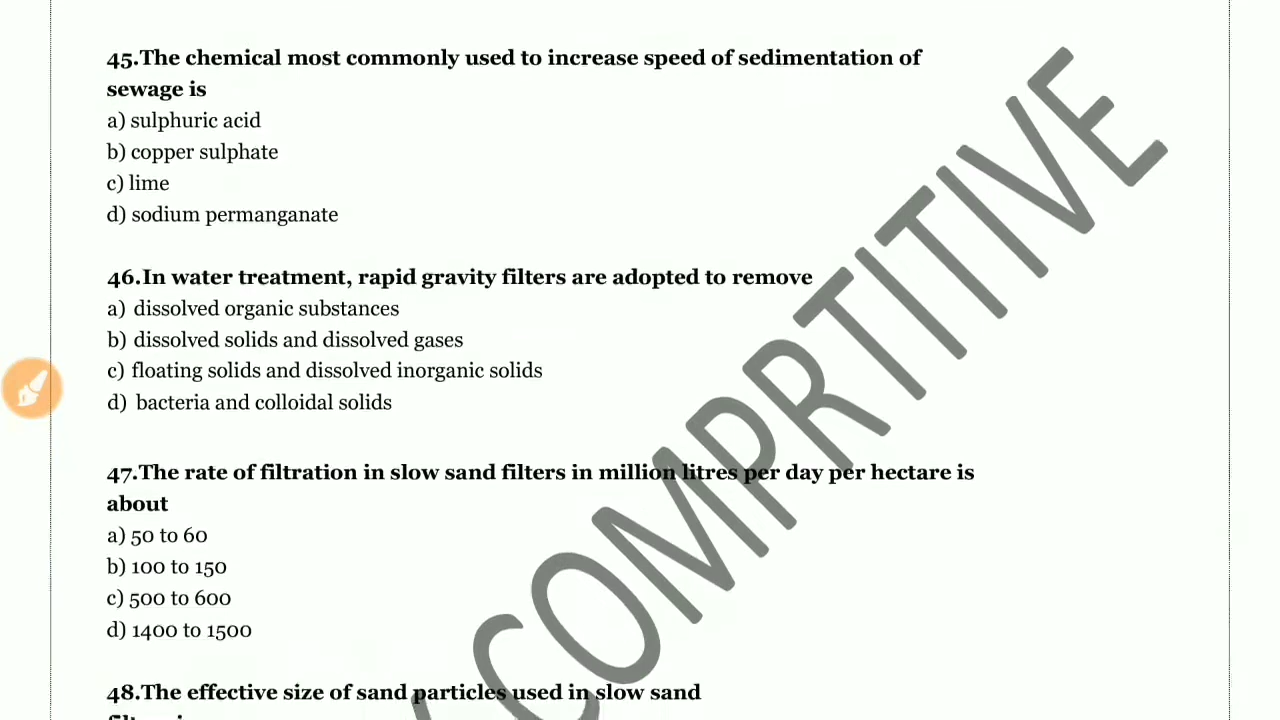 45.The chemical most commonly used to increase speed of sedimentation of
sewage is
a) sulphuric acid
b) copper sulphate
c) lime
d) sodium permanganate
46.In water treatment, rapid gravity filters are adopted to remove
a) dissolved organic substances
b) dissolved solids and dissolved gases
c) floating solids and dissolved inorganic solids
d) bacteria and colloidal solids
47.The rate of filtration in slow sand filters in million litres per day per hectare is
about
a) 50 to 60
b) 100 to 150
c) 500 to 600
d) 1400 to 1500
48.The effective size of sand particles used in slow sand
COMPRTITIVE